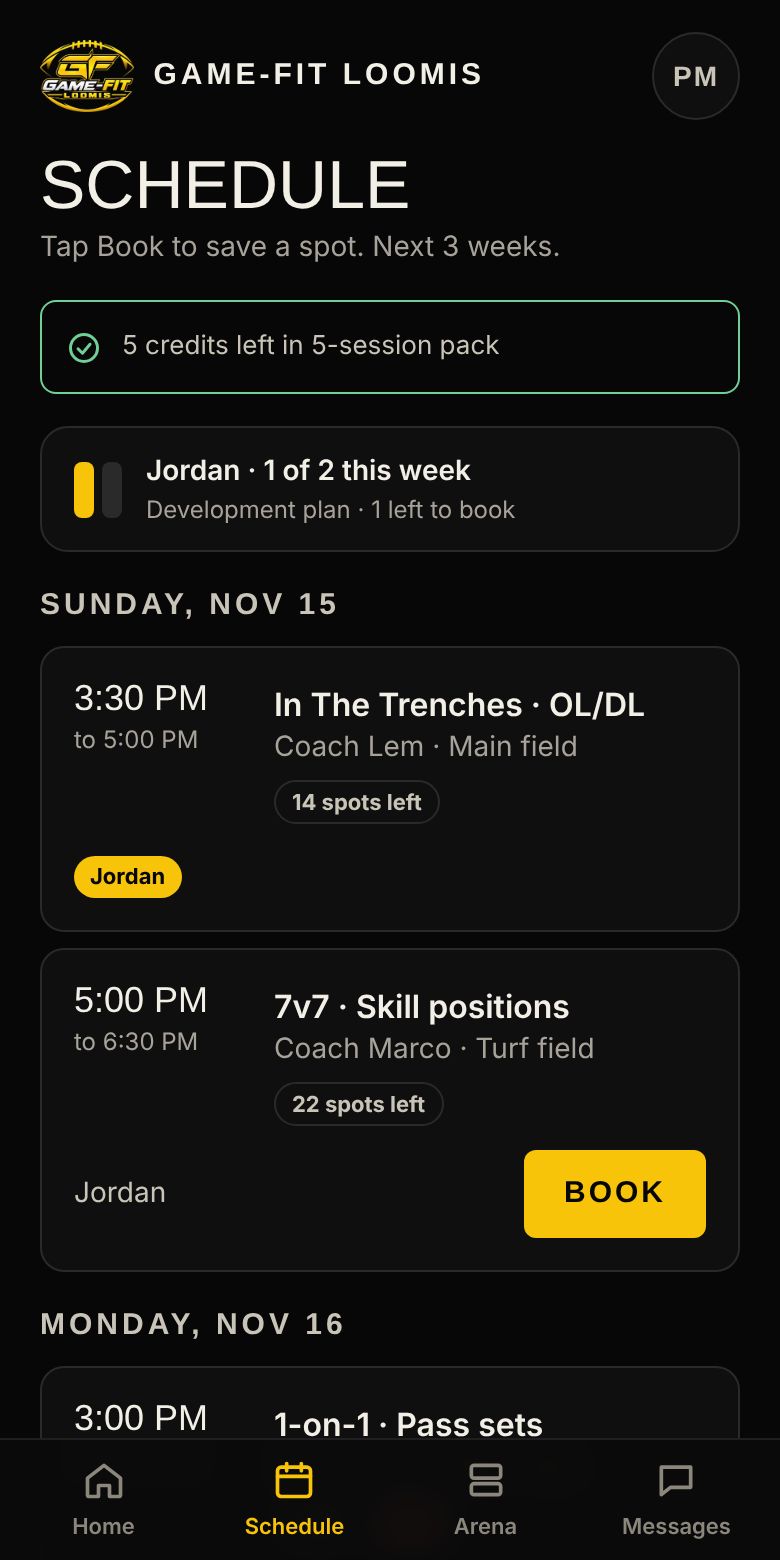 GF
GAME-FIT
LOOMIS
GAME-FIT LOOMIS
PM
SCHEDULE
Tap Book to save a spot. Next 3 weeks.
5 credits left in 5-session pack
Jordan · 1 of 2 this week
Development plan · 1 left to book
SUNDAY, NOV 15
3:30 PM
to 5:00 PM
In The Trenches · OL/DL
Coach Lem · Main field
14 spots left
Jordan
5:00 PM
to 6:30 PM
7v7 · Skill positions
Coach Marco · Turf field
22 spots left
Jordan
BOOK
MONDAY, NOV 16
3:00 PM
1-on-1 · Pass sets
Home
Schedule
Arena
Messages